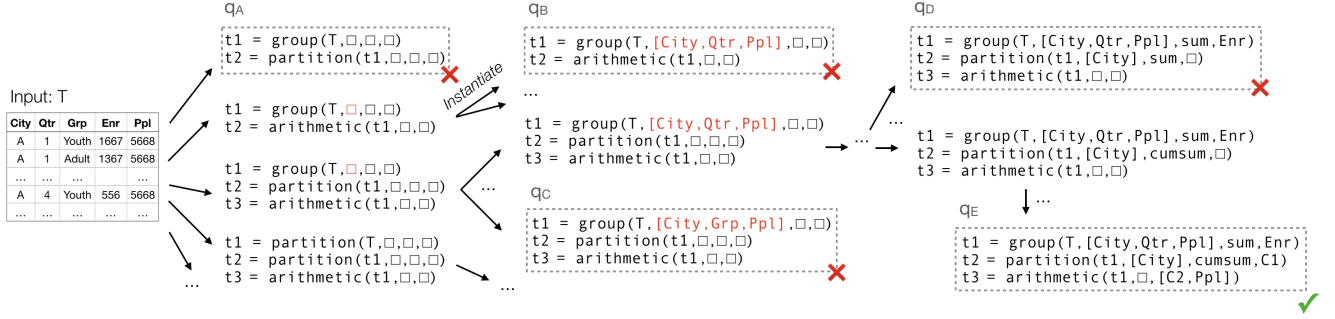 Input: T
City Qtr Grp Enr Ppl
A 1 Youth 1667 5668
A 1 Adult 1367 5668
... ... ... ... ...
A 4 Youth 556 5668
... ... ... ... ...
qA
t1 = group(T,□,□,□)
t2 = partition(t1,□,□,□)
t1 = group(T,□,□,□)
t2 = arithmetic(t1,□,□)
t1 = group(T,□,□,□)
t2 = partition(t1,□,□,□)
t3 = arithmetic(t1,□,□)
t1 = partition(T,□,□,□)
t2 = partition(t1,□,□,□)
t3 = arithmetic(t1,□,□)
...
Instantiate
qB
t1 = group(T,[City,Qtr,Ppl],□,□)
t2 = arithmetic(t1,□,□)
...
t1 = group(T,[City,Qtr,Ppl],□,□)
t2 = partition(t1,□,□,□)
t3 = arithmetic(t1,□,□)
...
qC
t1 = group(T,[City,Grp,Ppl],□,□)
t2 = partition(t1,□,□,□)
t3 = arithmetic(t1,□,□)
...
...
qD
t1 = group(T,[City,Qtr,Ppl],sum,Enr)
t2 = partition(t1,[City],sum,□)
t3 = arithmetic(t1,□,□)
...
t1 = group(T,[City,Qtr,Ppl],sum,Enr)
t2 = partition(t1,[City],cumsum,□)
t3 = arithmetic(t1,□,□)
...
qE
t1 = group(T,[City,Qtr,Ppl],sum,Enr)
t2 = partition(t1,[City],cumsum,C1)
t3 = arithmetic(t1,□,[C2,Ppl])